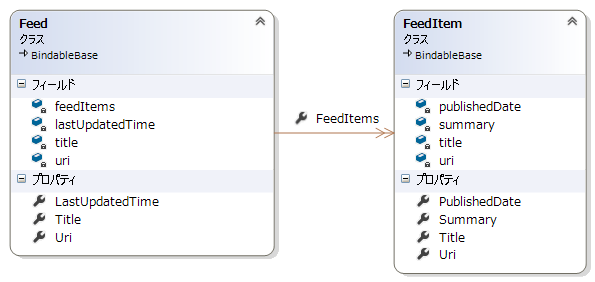 Feed
クラス
BindableBase
フィールド
feedItems
lastUpdatedTime
title
uri
プロパティ
LastUpdatedTime
Title
Uri
FeedItems
FeedItem
クラス
BindableBase
フィールド
publishedDate
summary
title
uri
プロパティ
PublishedDate
Summary
Title
Uri